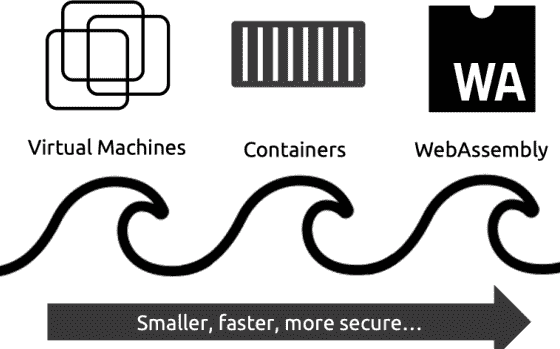 WA
Virtual Machines
Containers
WebAssembly
Smaller, faster, more secure...